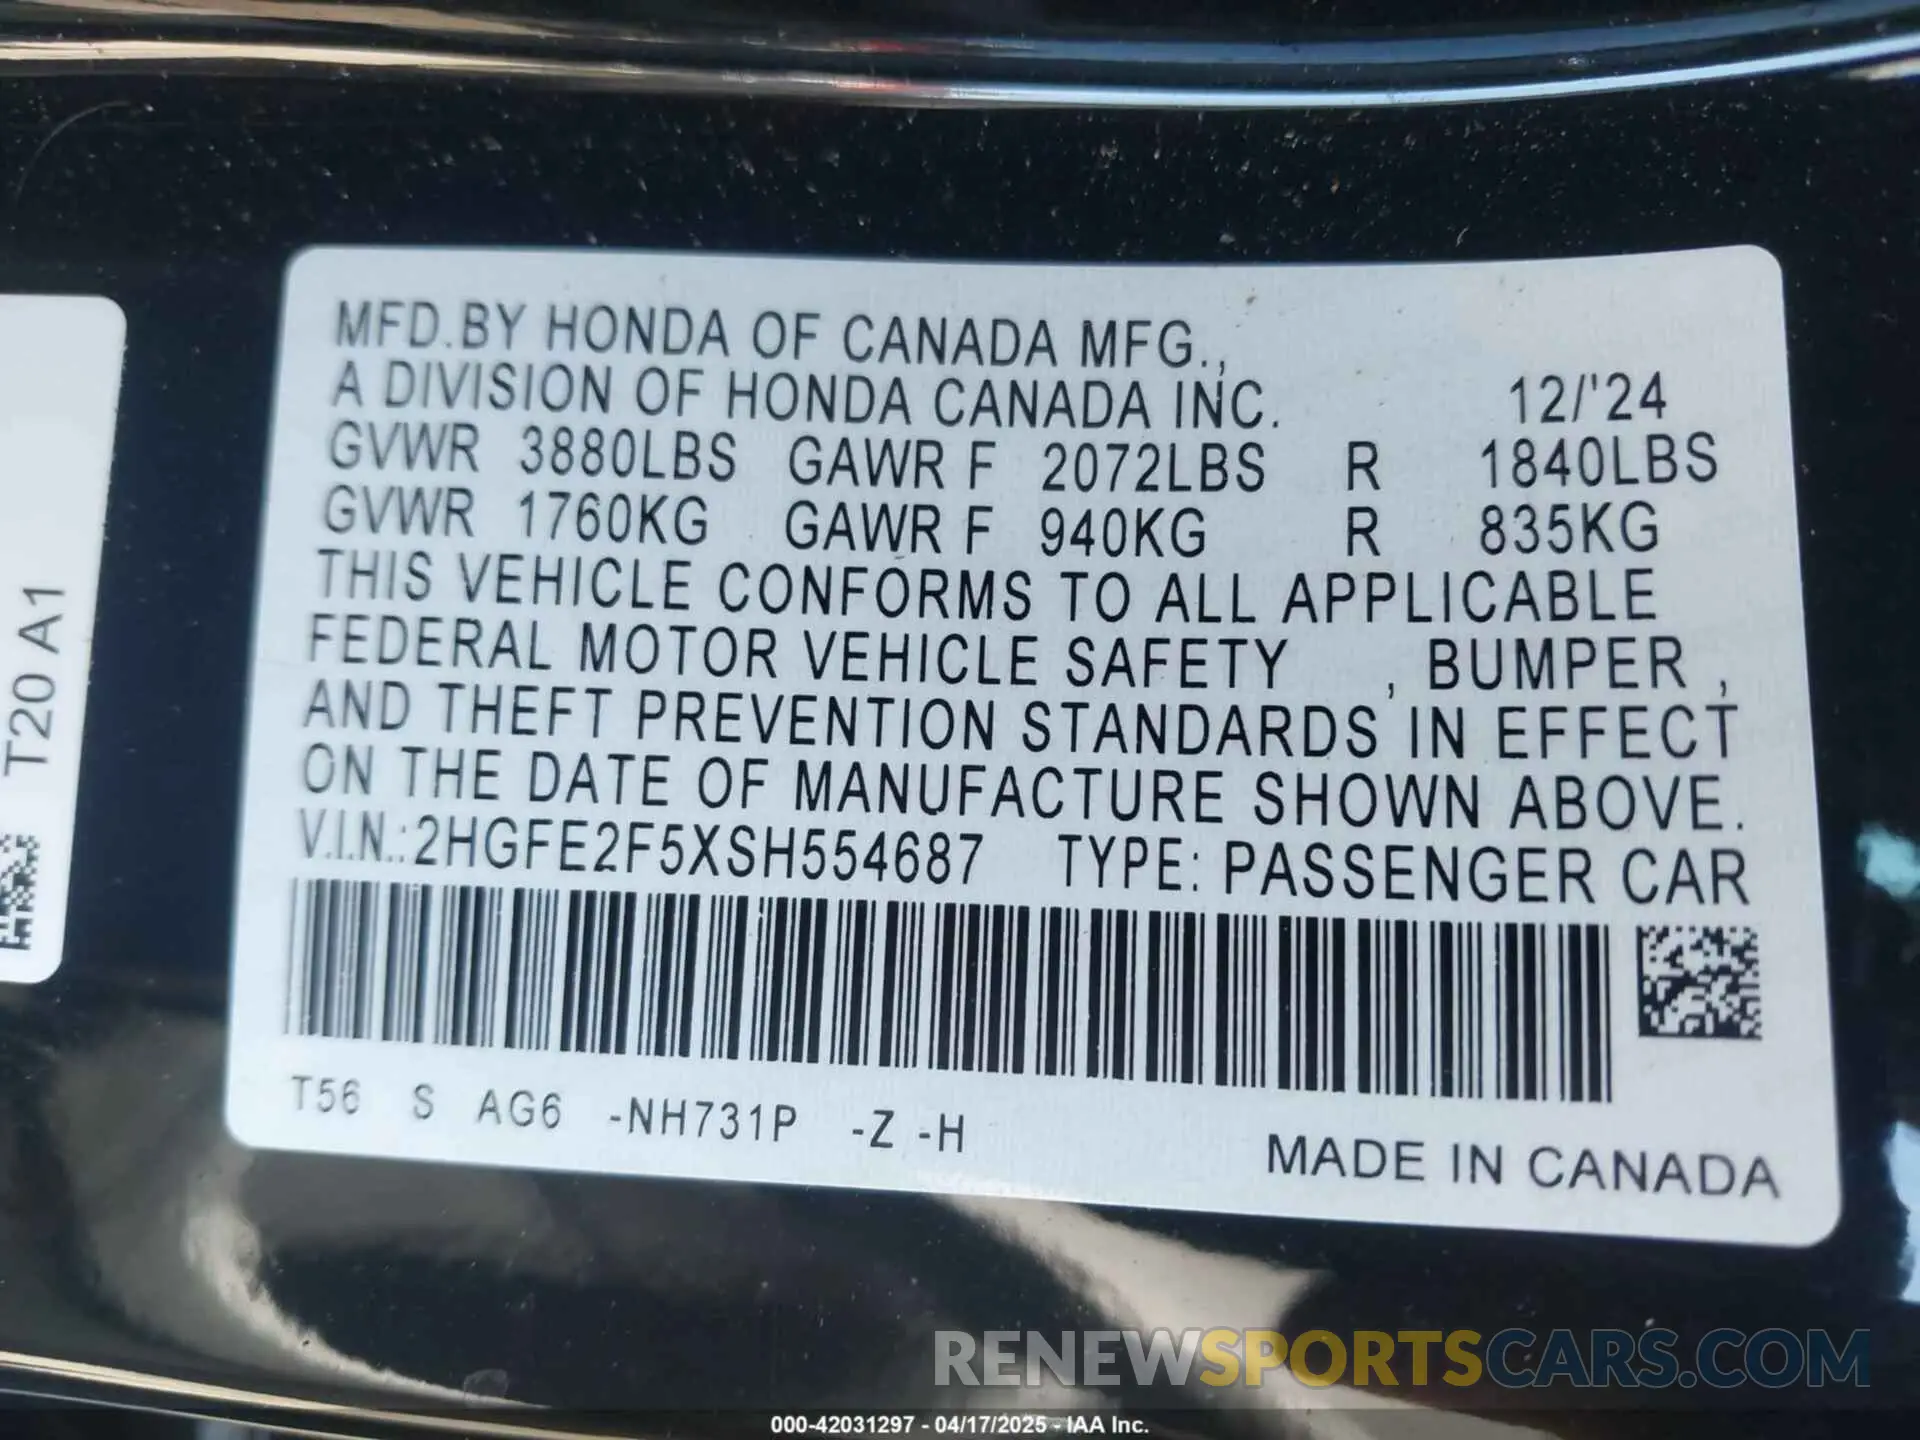 MFD.BY HONDA OF CANADA MFG.,
A DIVISION OF HONDA CANADA INC. 12/'24
GVWR 3880LBS GAWR F 2072LBS R 1840LBS
GVWR 1760KG GAWR F 940KG R 835KG
THIS VEHICLE CONFORMS TO ALL APPLICABLE
FEDERAL MOTOR VEHICLE SAFETY , BUMPER ,
AND THEFT PREVENTION STANDARDS IN EFFECT
ON THE DATE OF MANUFACTURE SHOWN ABOVE.
V.I.N.:2HGFE2F5XSH554687 TYPE: PASSENGER CAR
T56 S AG6 -NH731P -Z -H
MADE IN CANADA
T20 A1
RENEWSPORTSCARS.COM
000-42031297 - 04/17/2025 - IAA Inc.